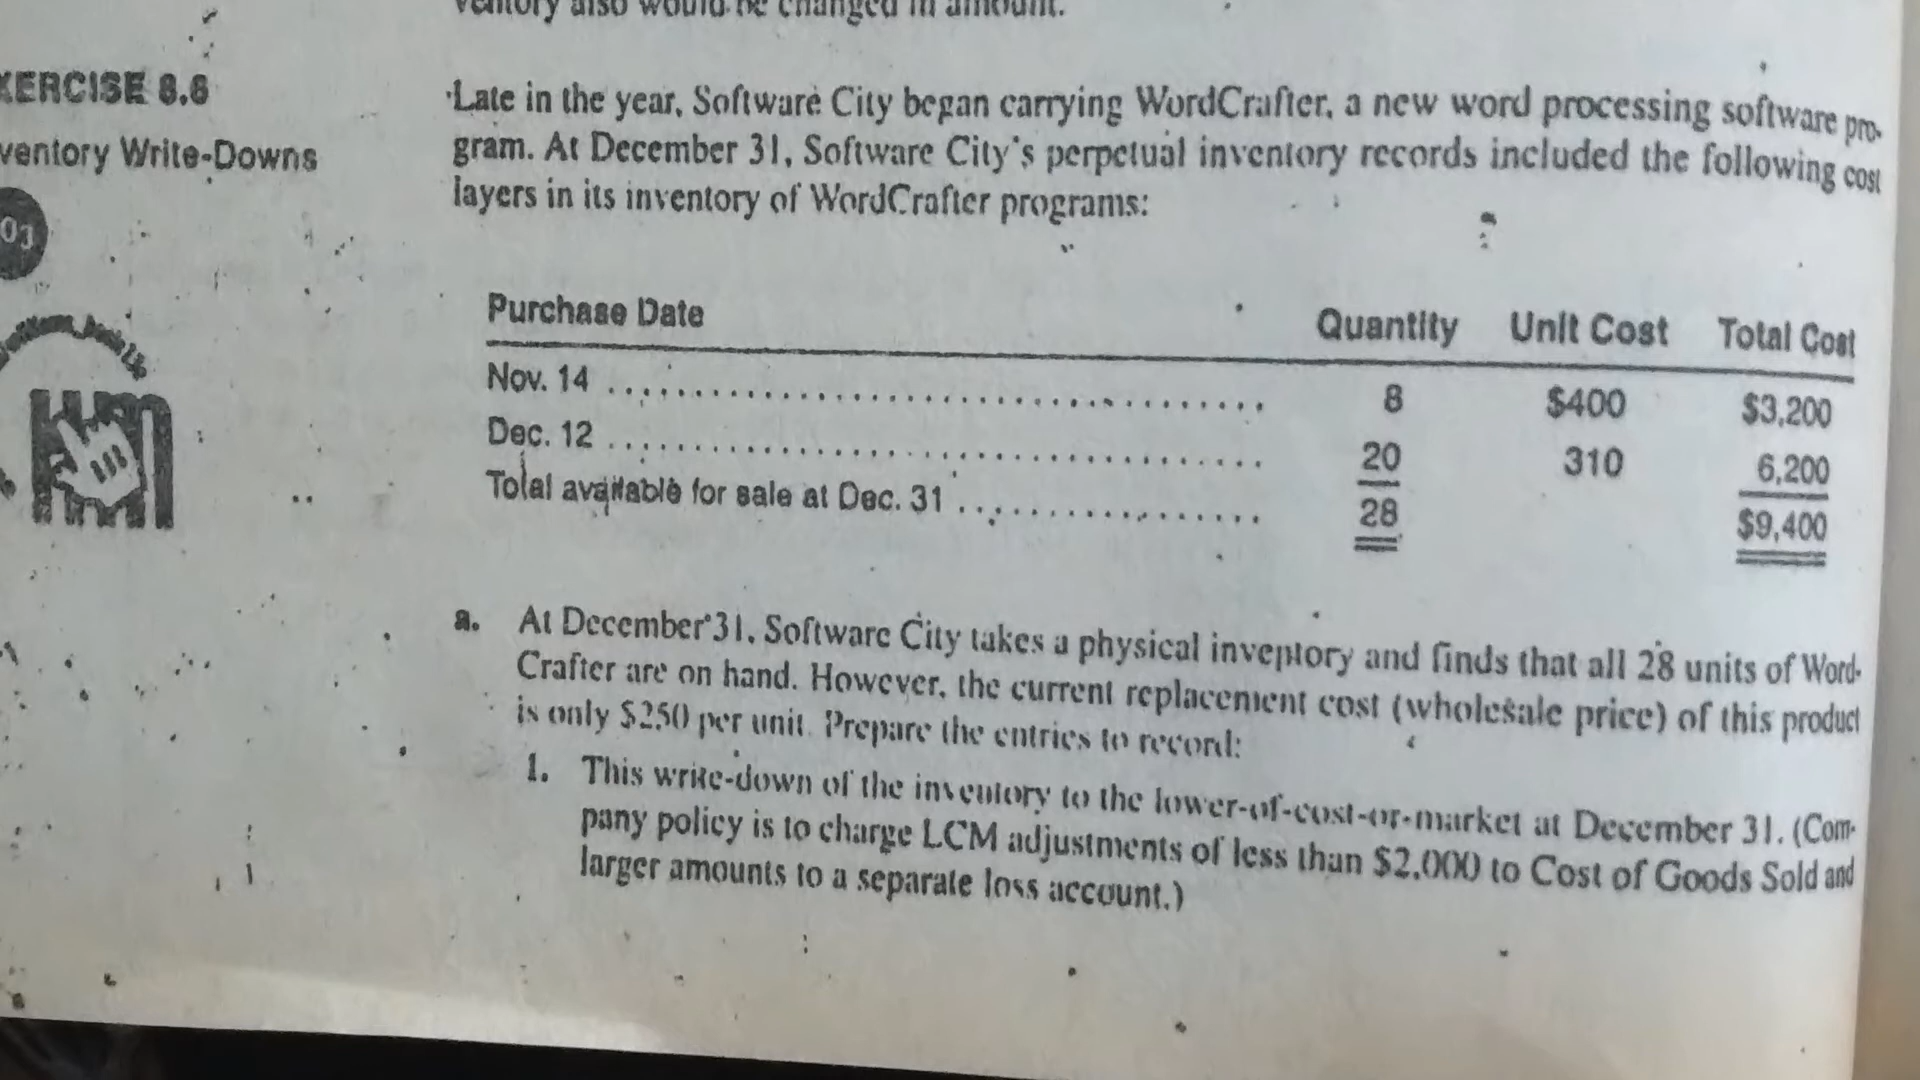 ventory also would be changed in amount.
XERCISE 8.6
ventory Write-Downs
Late in the year, Software City began carrying WordCrafter, a new word processing software pro-
gram. At December 31, Software City's perpetual inventory records included the following cost
layers in its inventory of WordCrafter programs:
Purchase Date Quantity Unit Cost Total Cost
Nov. 14 8 $400 $3,200
Dec. 12 20 310 6,200
Total available for sale at Dec. 31 28 $9,400
a. At December 31, Software City takes a physical inventory and finds that all 28 units of Word-
Crafter are on hand. However, the current replacement cost (wholesale price) of this product
is only $250 per unit. Prepare the entries to record:
1. This write-down of the inventory to the lower-of-cost-or-market at December 31. (Com-
pany policy is to charge LCM adjustments of less than $2,000 to Cost of Goods Sold and
larger amounts to a separate loss account.)